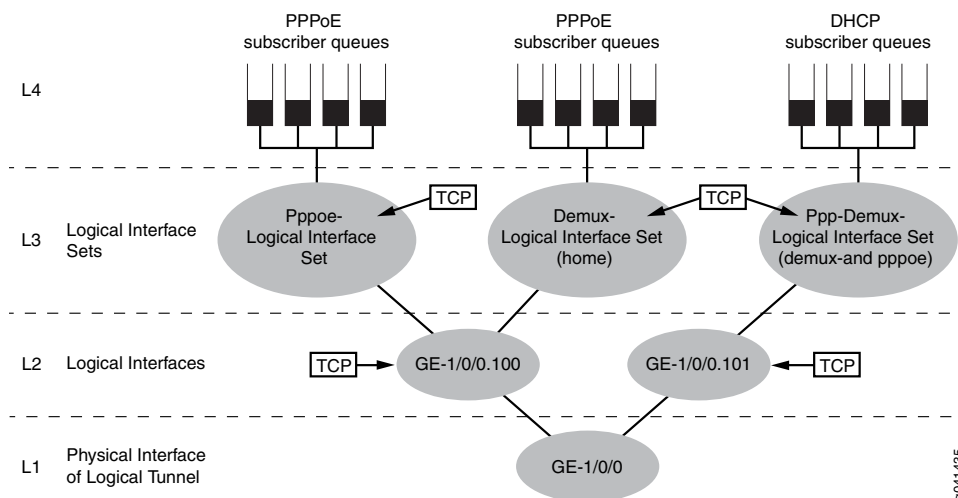 PPPoE
subscriber queues
PPPoE
subscriber queues
DHCP
subscriber queues
L4
L3
Logical Interface
Sets
Pppoe-
Logical Interface
Set
TCP
Demux-
Logical Interface Set
(home)
TCP
Ppp-Demux-
Logical Interface Set
(demux-and pppoe)
L2
Logical Interfaces
TCP
GE-1/0/0.100
GE-1/0/0.101
TCP
L1
Physical Interface
of Logical Tunnel
GE-1/0/0